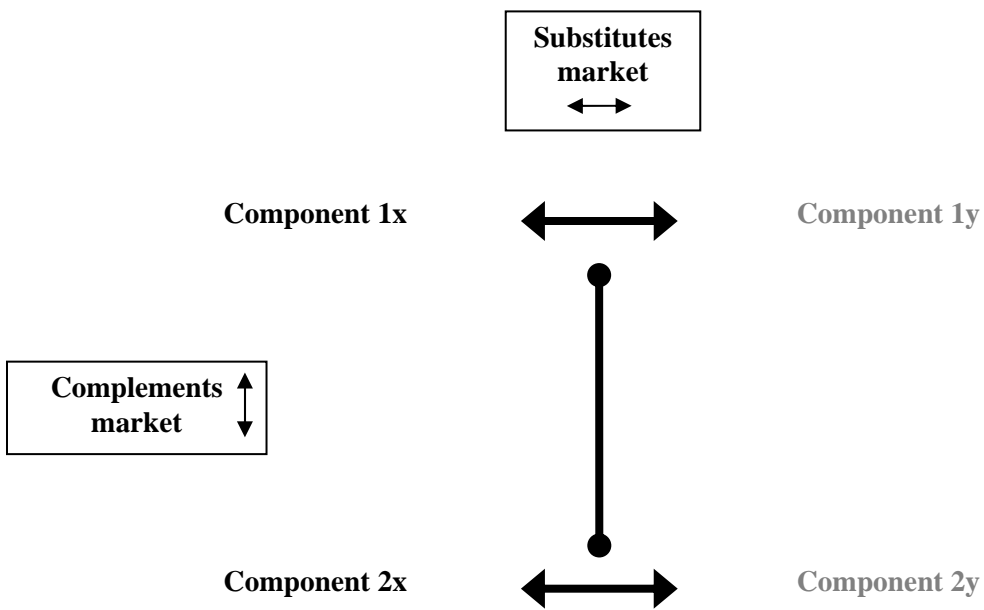 Substitutes
market
Component 1x
Component 1y
Complements
market
Component 2x
Component 2y